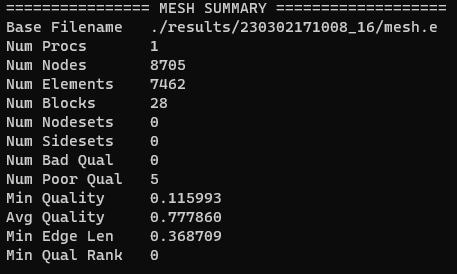 ================ MESH SUMMARY ===================
Base Filename   ./results/230302171008_16/mesh.e
Num Procs       1
Num Nodes       8705
Num Elements    7462
Num Blocks      28
Num Nodesets    0
Num Sidesets    0
Num Bad Qual    0
Num Poor Qual   5
Min Quality     0.115993
Avg Quality     0.777860
Min Edge Len    0.368709
Min Qual Rank   0